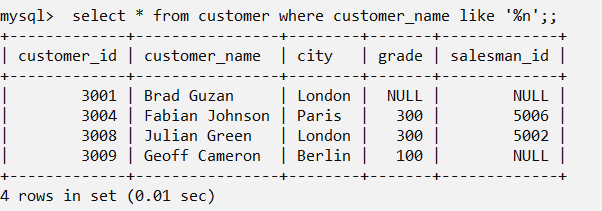 mysql>  select * from customer where customer_name like '%n';;
+-------------+----------------+--------+-------+-------------+
| customer_id | customer_name  | city   | grade | salesman_id |
+-------------+----------------+--------+-------+-------------+
|        3001 | Brad Guzan     | London |  NULL |        NULL |
|        3004 | Fabian Johnson | Paris  |   300 |        5006 |
|        3008 | Julian Green   | London |   300 |        5002 |
|        3009 | Geoff Cameron  | Berlin |   100 |        NULL |
+-------------+----------------+--------+-------+-------------+
4 rows in set (0.01 sec)